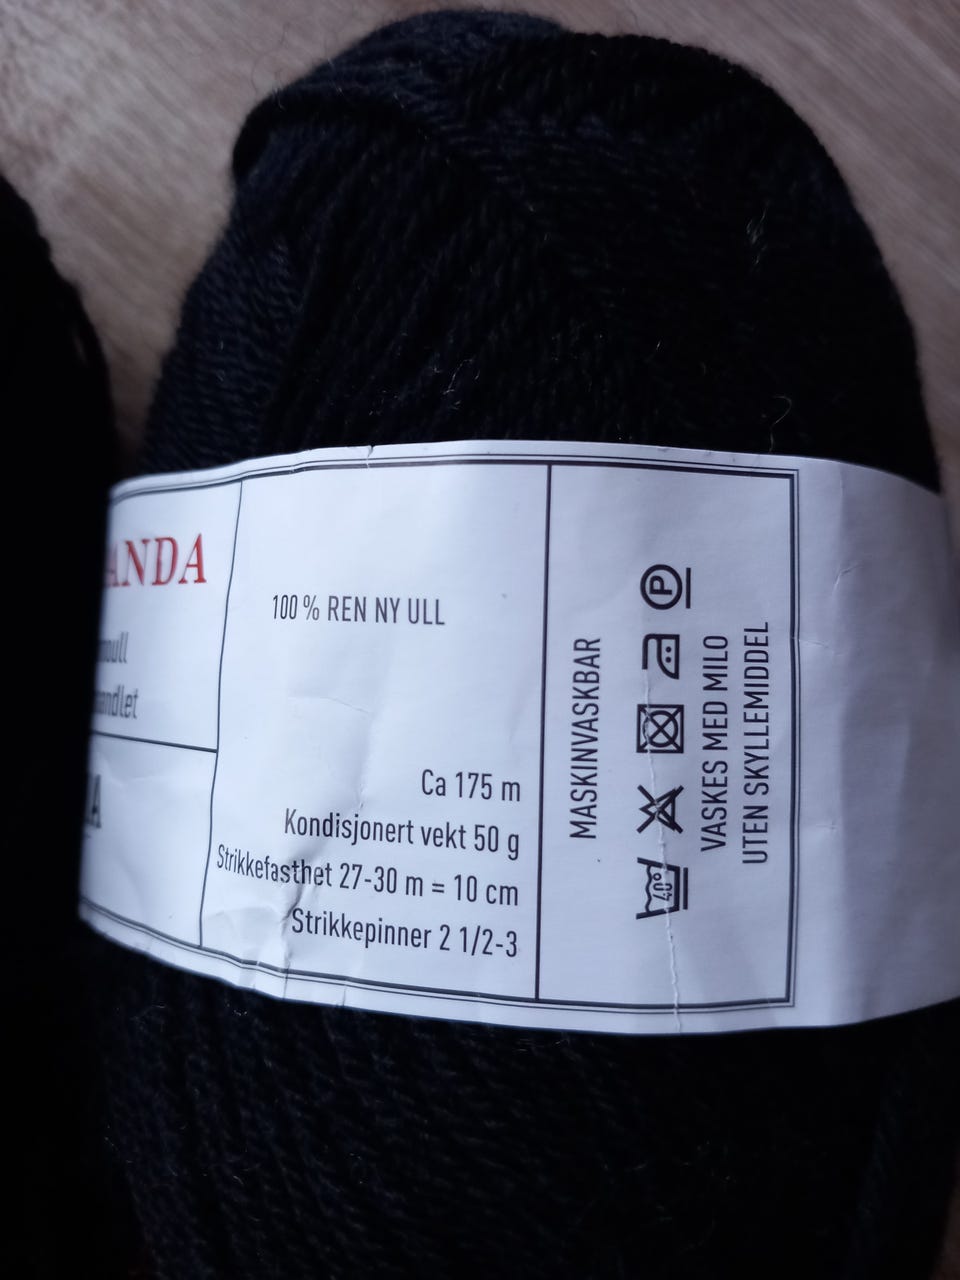 ANDA
100 % REN NY ULL
Ca 175 m
Kondisjonert vekt 50 g
Strikkefasthet 27-30 m = 10 cm
Strikkepinner 2 1/2-3
MASKINVASKBAR
40°
P
VASKES MED MILO
UTEN SKYLLEMIDDEL